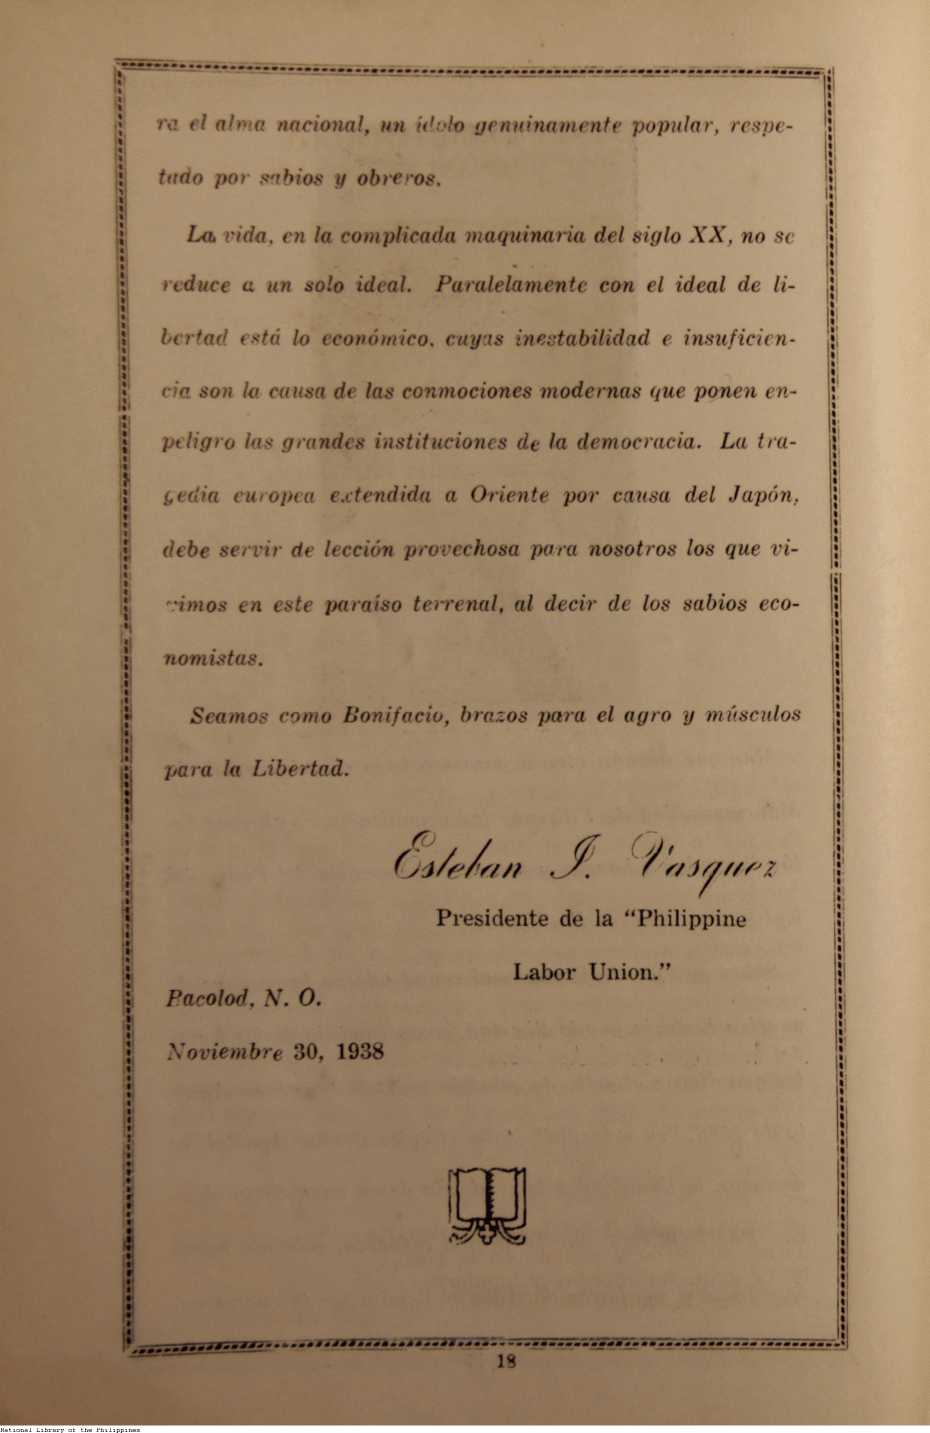 ra el alma nacional, un ídolo genuinamente popular, respe-
tado por sabios y obreros.
La vida, en la complicada maquinaria del siglo XX, no se
reduce a un solo ideal. Paralelamente con el ideal de li-
bertad está lo económico, cuyas inestabilidad e insuficien-
cia son la causa de las conmociones modernas que ponen en-
peligro las grandes instituciones de la democracia. La tra-
gedia europea extendida a Oriente por causa del Japón,
debe servir de lección provechosa para nosotros los que vi-
vimos en este paraíso terrenal, al decir de los sabios eco-
nomistas.
Seamos como Bonifacio, brazos para el agro y músculos
para la Libertad.
Esteban I. Vasquez
Presidente de la "Philippine
Labor Union."
Bacolod, N. O.
Noviembre 30, 1938
18
National Library of the Philippines